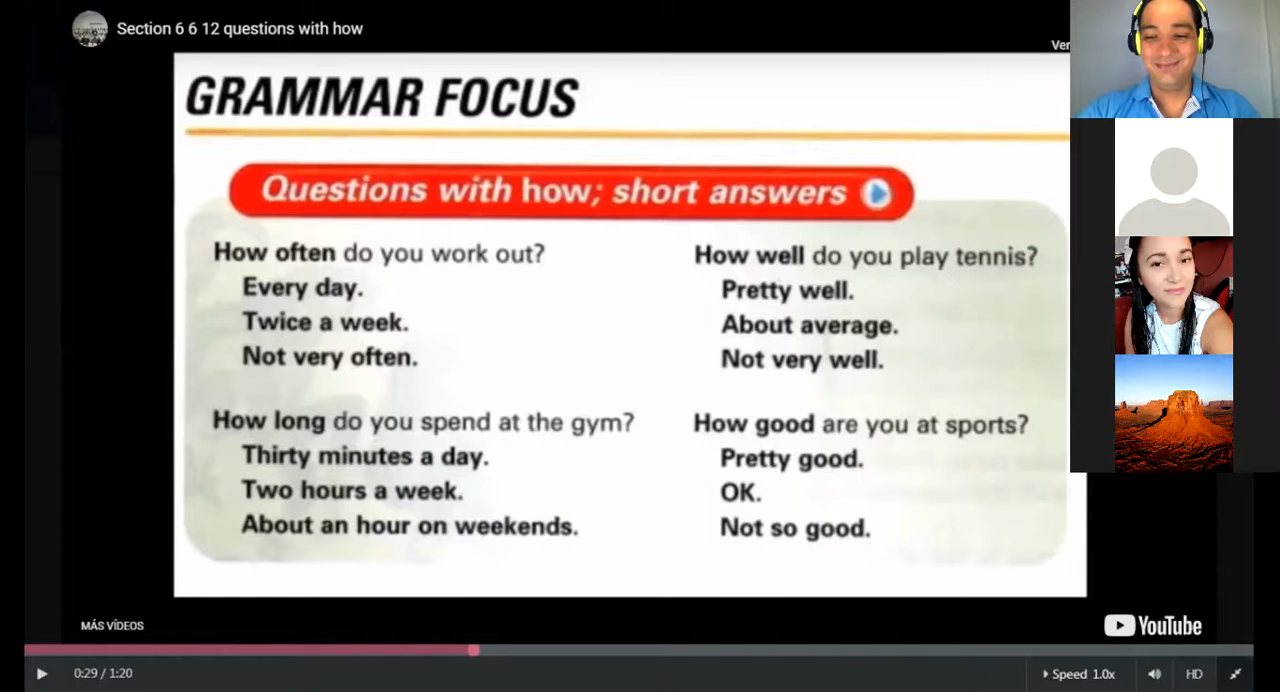 Section 6 6 12 questions with how
Ver
GRAMMAR FOCUS
Questions with how; short answers
How often do you work out?
Every day.
Twice a week.
Not very often.
How long do you spend at the gym?
Thirty minutes a day.
Two hours a week.
About an hour on weekends.
How well do you play tennis?
Pretty well.
About average.
Not very well.
How good are you at sports?
Pretty good.
OK.
Not so good.
MÁS VÍDEOS
YouTube
0:29 / 1:20
Speed 1.0x
HD